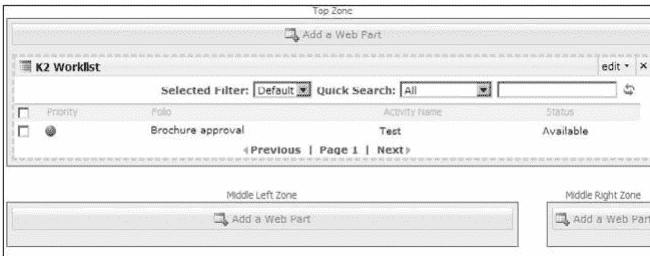 Top Zone
Add a Web Part
K2 Worklist edit
Selected Filter: Default Quick Search: All
Priority Folio Activity Name Status
Brochure approval Test Available
Previous | Page 1 | Next
Middle Left Zone Middle Right Zone
Add a Web Part Add a Web Part